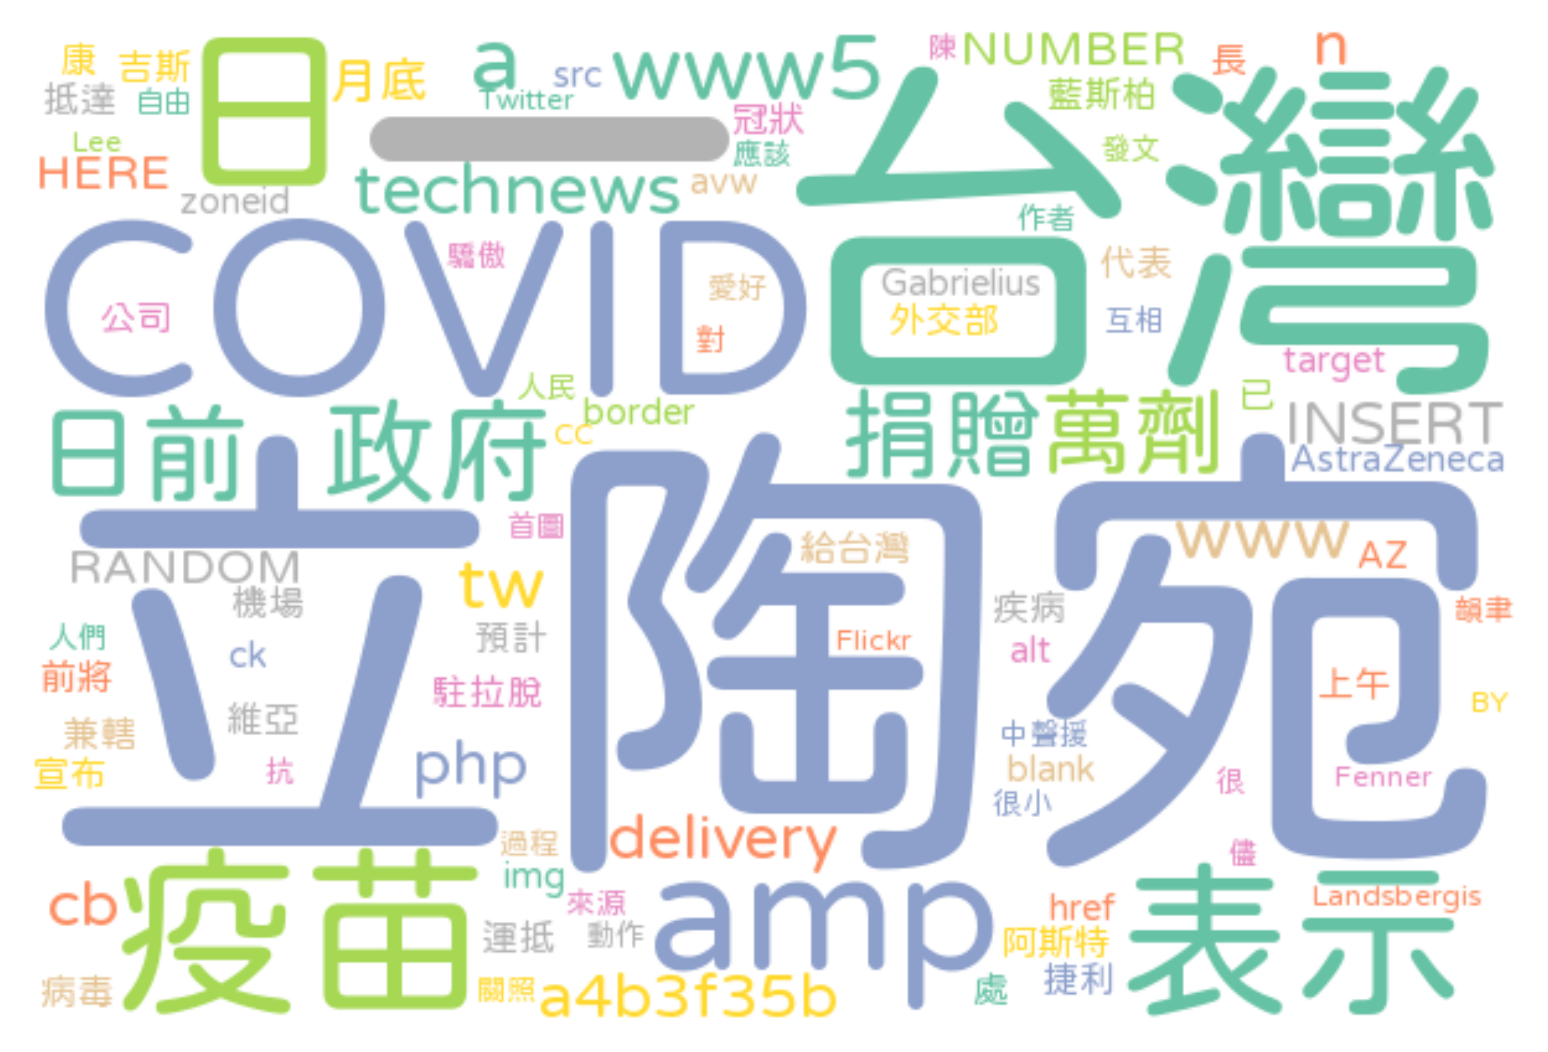 康
吉斯
日
月底
a
src
www5
陳
NUMBER
長
n
抵達
自由
Twitter
一
冠狀
藍斯柏
台灣
Lee
應該
發文
HERE
zoneid
technews
avw
作者
COVID
驕傲
愛好
Gabrielius
代表
公司
對
外交部
互相
target
人民
border
cc
日前
政府
捐贈
萬劑
已
INSERT
AstraZeneca
立陶宛
首圖
給台灣
www
AZ
RANDOM
機場
tw
疾病
人們
預計
Flickr
alt
前將
ck
駐拉脫
上午
BY
兼轄
維亞
中聲援
宣布
抗
php
blank
很
Fenner
很小
delivery
過程
儘
疫苗
img
cb
來源
amp
href
表示
Landsbergis
運抵
動作
阿斯特
病毒
關照
a4b3f35b
處
捷利